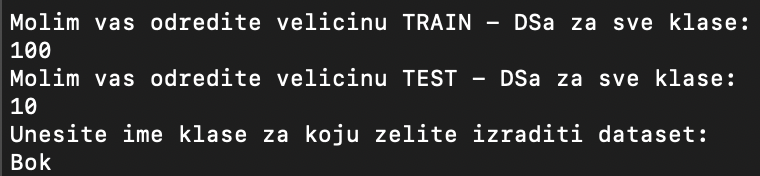 Molim vas odredite velicinu TRAIN – DSa za sve klase:
100
Molim vas odredite velicinu TEST – DSa za sve klase:
10
Unesite ime klase za koju zelite izraditi dataset:
Bok